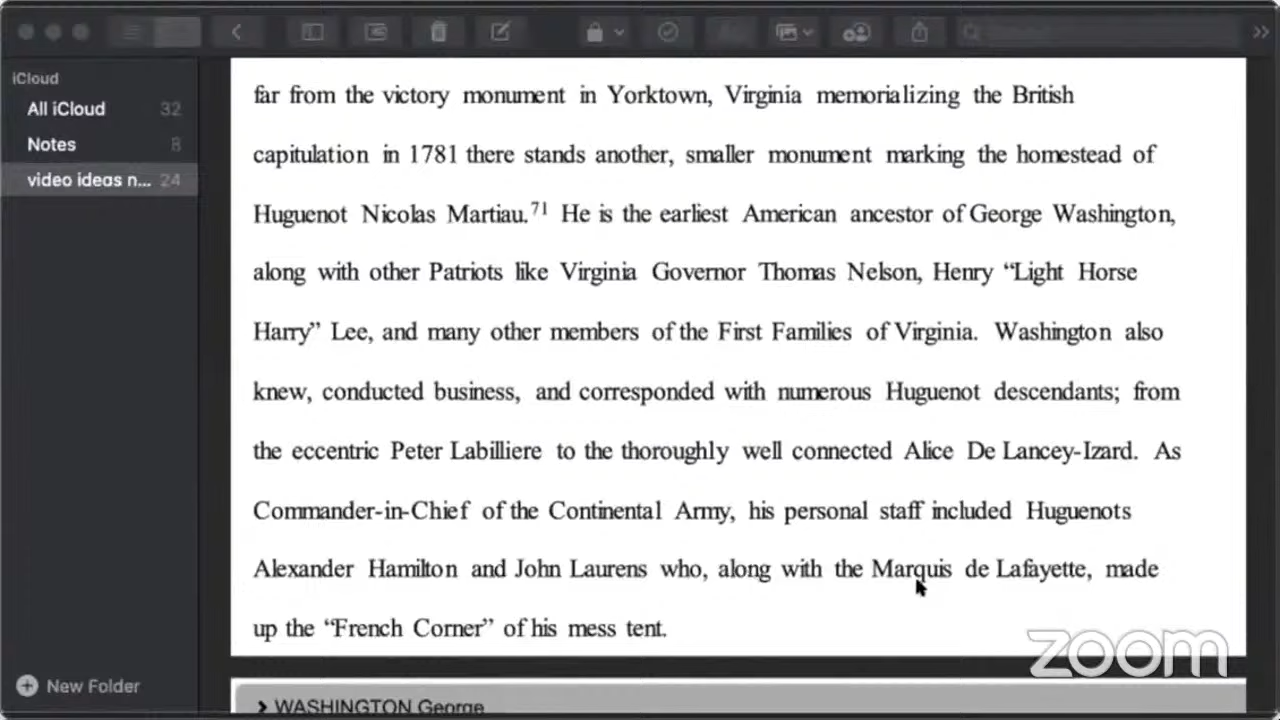 iCloud
All iCloud 32
Notes 8
video ideas n... 24
far from the victory monument in Yorktown, Virginia memorializing the British
capitulation in 1781 there stands another, smaller monument marking the homestead of
Huguenot Nicolas Martiau.71 He is the earliest American ancestor of George Washington,
along with other Patriots like Virginia Governor Thomas Nelson, Henry “Light Horse
Harry” Lee, and many other members of the First Families of Virginia. Washington also
knew, conducted business, and corresponded with numerous Huguenot descendants; from
the eccentric Peter Labilliere to the thoroughly well connected Alice De Lancey-Izard. As
Commander-in-Chief of the Continental Army, his personal staff included Huguenots
Alexander Hamilton and John Laurens who, along with the Marquis de Lafayette, made
up the “French Corner” of his mess tent.
zoom
New Folder
WASHINGTON George